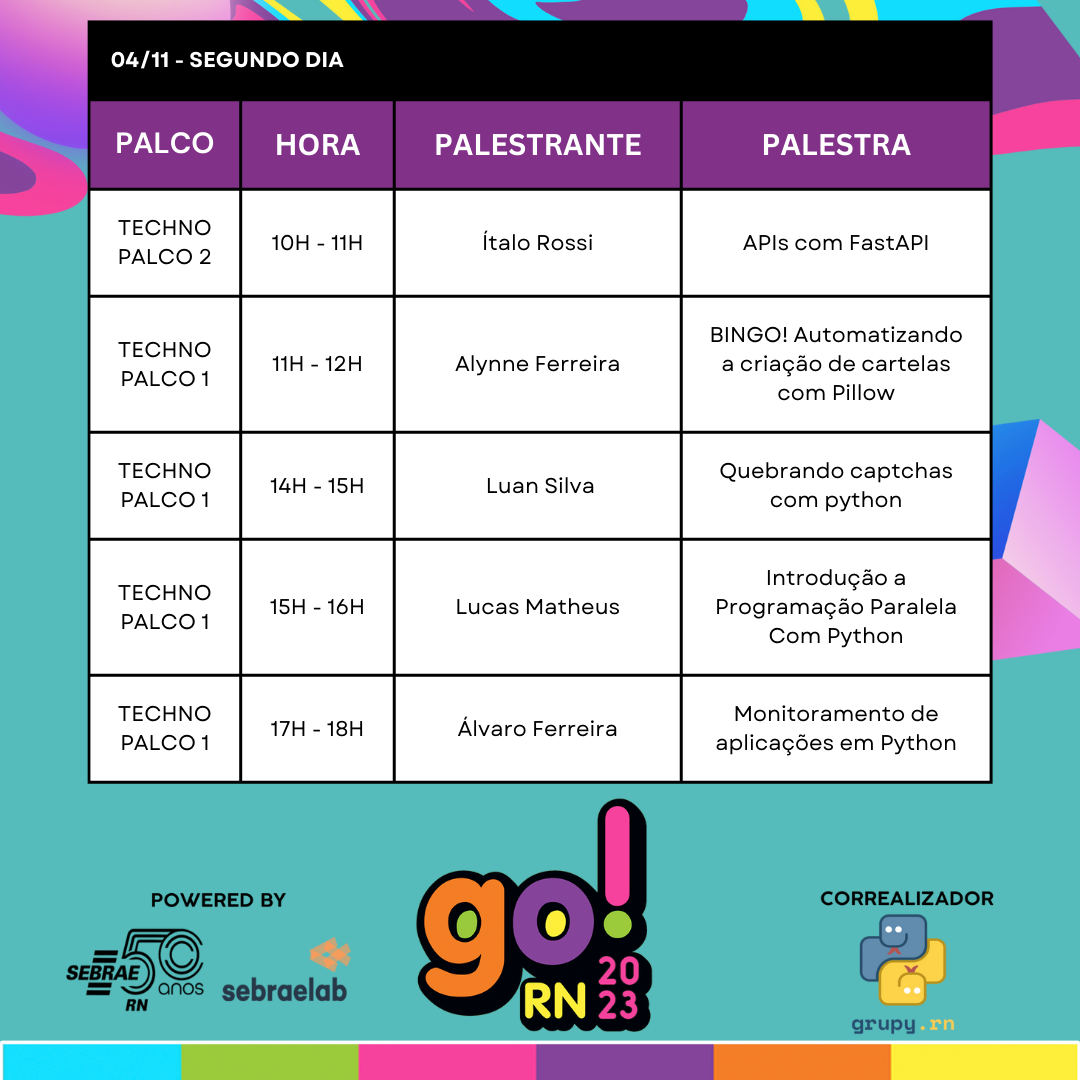 04/11 - SEGUNDO DIA
PALCO HORA PALESTRANTE PALESTRA
TECHNO
PALCO 2
10H - 11H
Ítalo Rossi
APIs com FastAPI
TECHNO
PALCO 1
11H - 12H
Alynne Ferreira
BINGO! Automatizando
a criação de cartelas
com Pillow
TECHNO
PALCO 1
14H - 15H
Luan Silva
Quebrando captchas
com python
TECHNO
PALCO 1
15H - 16H
Lucas Matheus
Introdução a
Programação Paralela
Com Python
TECHNO
PALCO 1
17H - 18H
Álvaro Ferreira
Monitoramento de
aplicações em Python
POWERED BY
SEBRAE 50
anos
RN
sebraelab
go!
RN
20
23
CORREALIZADOR
grupy.rn